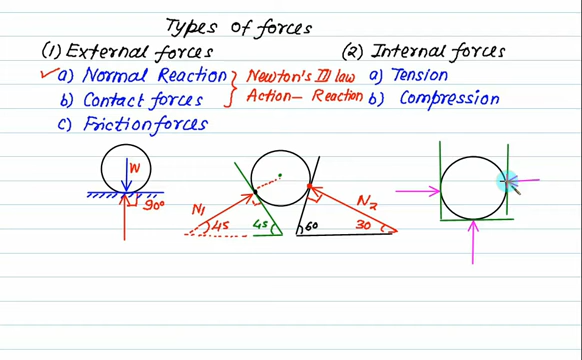 Types of forces
(1) External forces (2) Internal forces
a) Normal Reaction Newton's III law a) Tension
b) Contact forces Action- Reaction b) Compression
c) Friction forces
W
90°
N1
45
45
60
30
N2